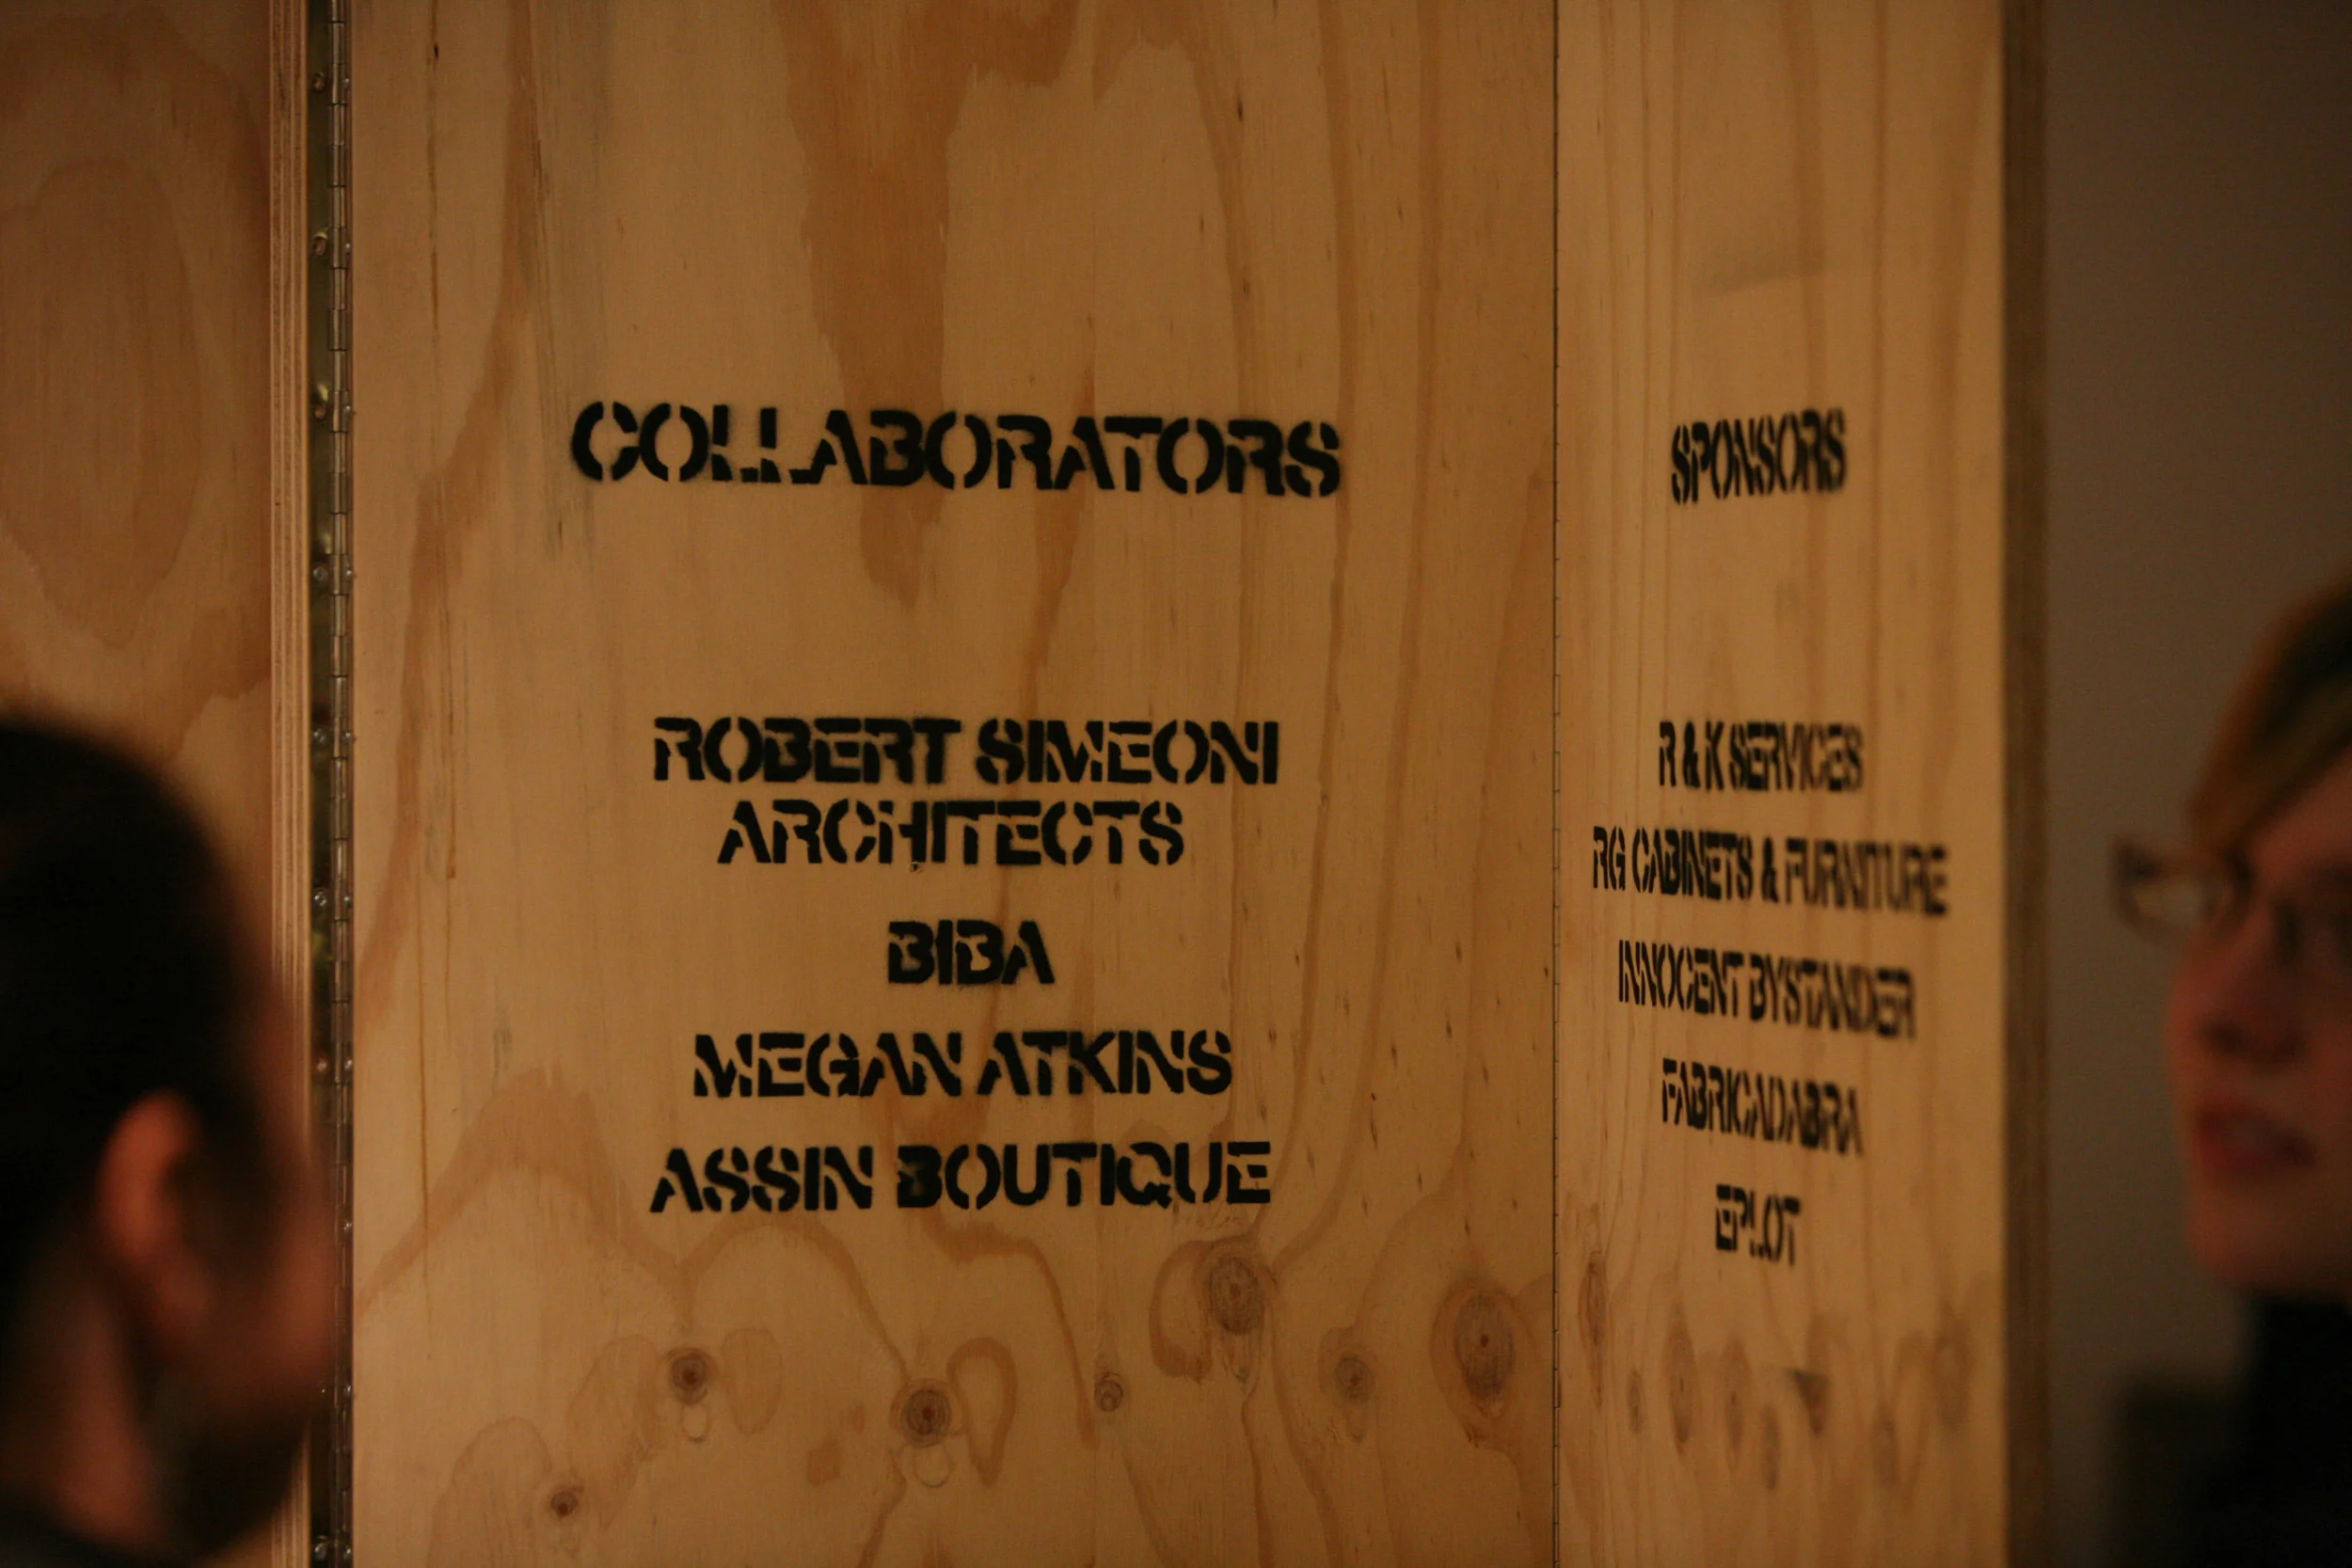 COLLABORATORS
ROBERT SIMEONI
ARCHITECTS
BIBA
MEGAN ATKINS
ASSIN BOUTIQUE
SPONSORS
R & K SERVICES
RG CABINETS & FURNITURE
INNOCENT BYSTANDER
FABRICADABRA
EPLOT